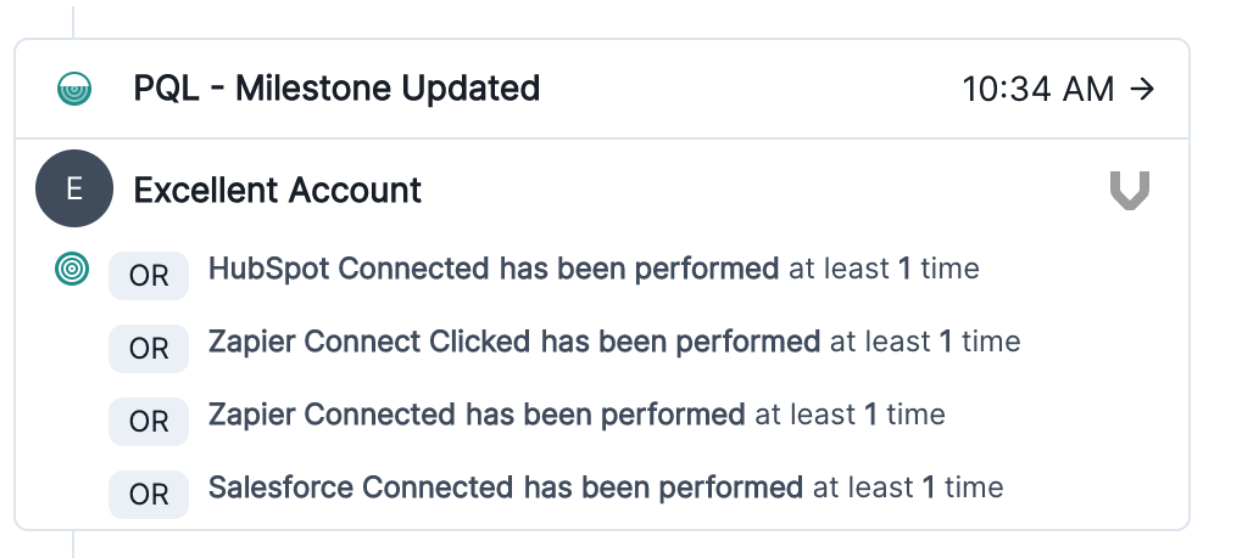 PQL - Milestone Updated 10:34 AM →
E Excellent Account
OR HubSpot Connected has been performed at least 1 time
OR Zapier Connect Clicked has been performed at least 1 time
OR Zapier Connected has been performed at least 1 time
OR Salesforce Connected has been performed at least 1 time